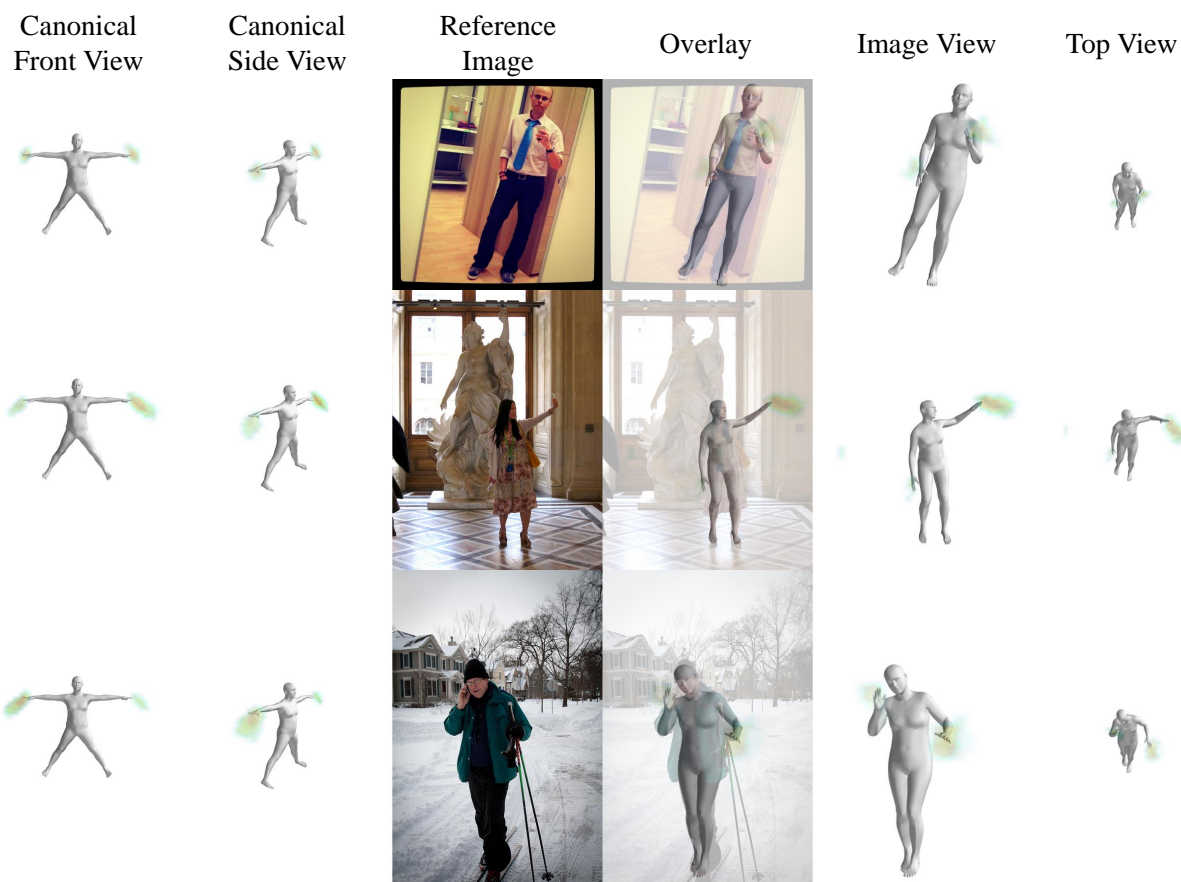 Canonical
Front View
Canonical
Side View
Reference
Image
Overlay
Image View
Top View